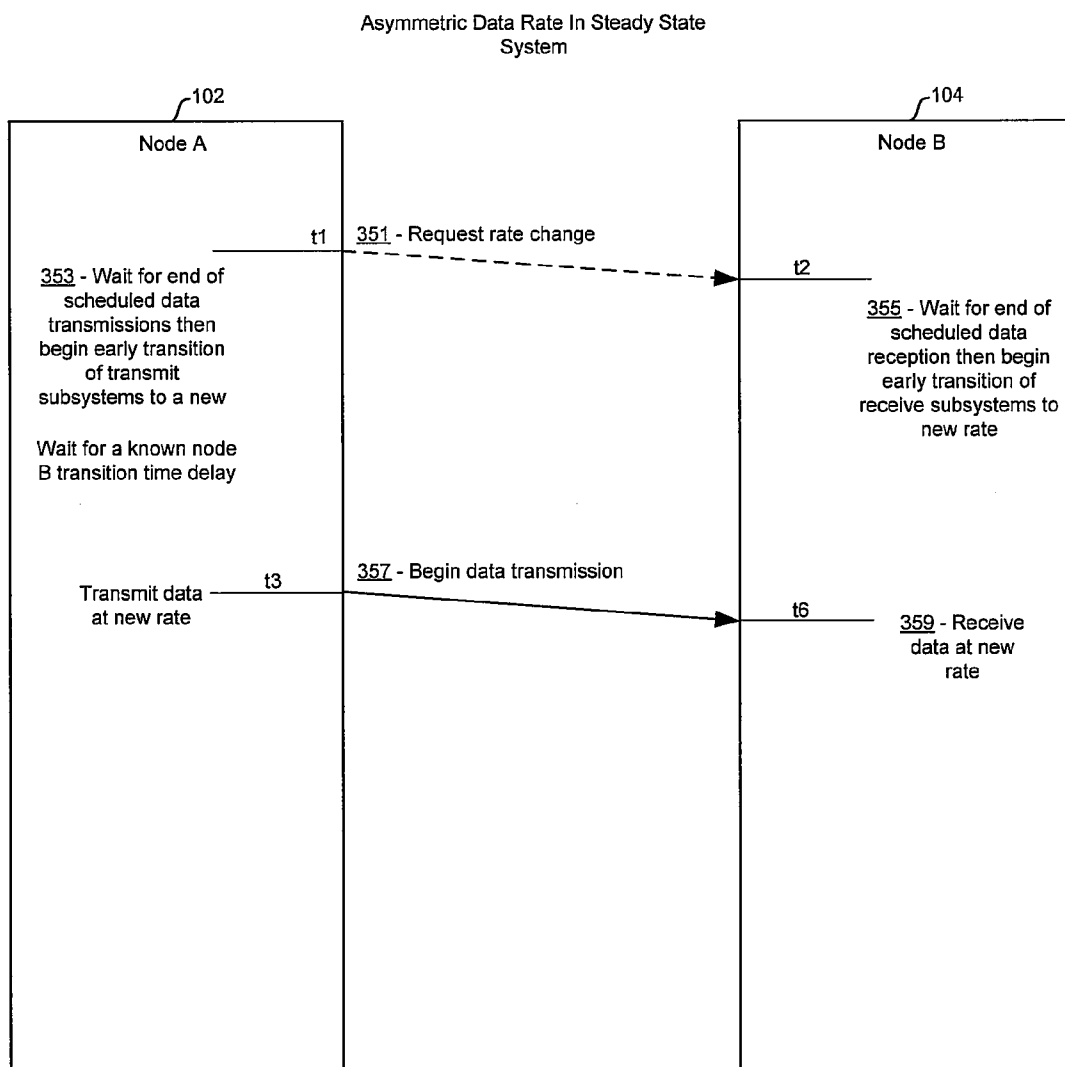 Asymmetric Data Rate In Steady State
System
102
104
Node A
Node B
t1
351 - Request rate change
t2
353 - Wait for end of
scheduled data
transmissions then
begin early transition
of transmit
subsystems to a new
Wait for a known node
B transition time delay
355 - Wait for end of
scheduled data
reception then begin
early transition of
receive subsystems to
new rate
Transmit data
at new rate
t3
357 - Begin data transmission
t6
359 - Receive
data at new
rate